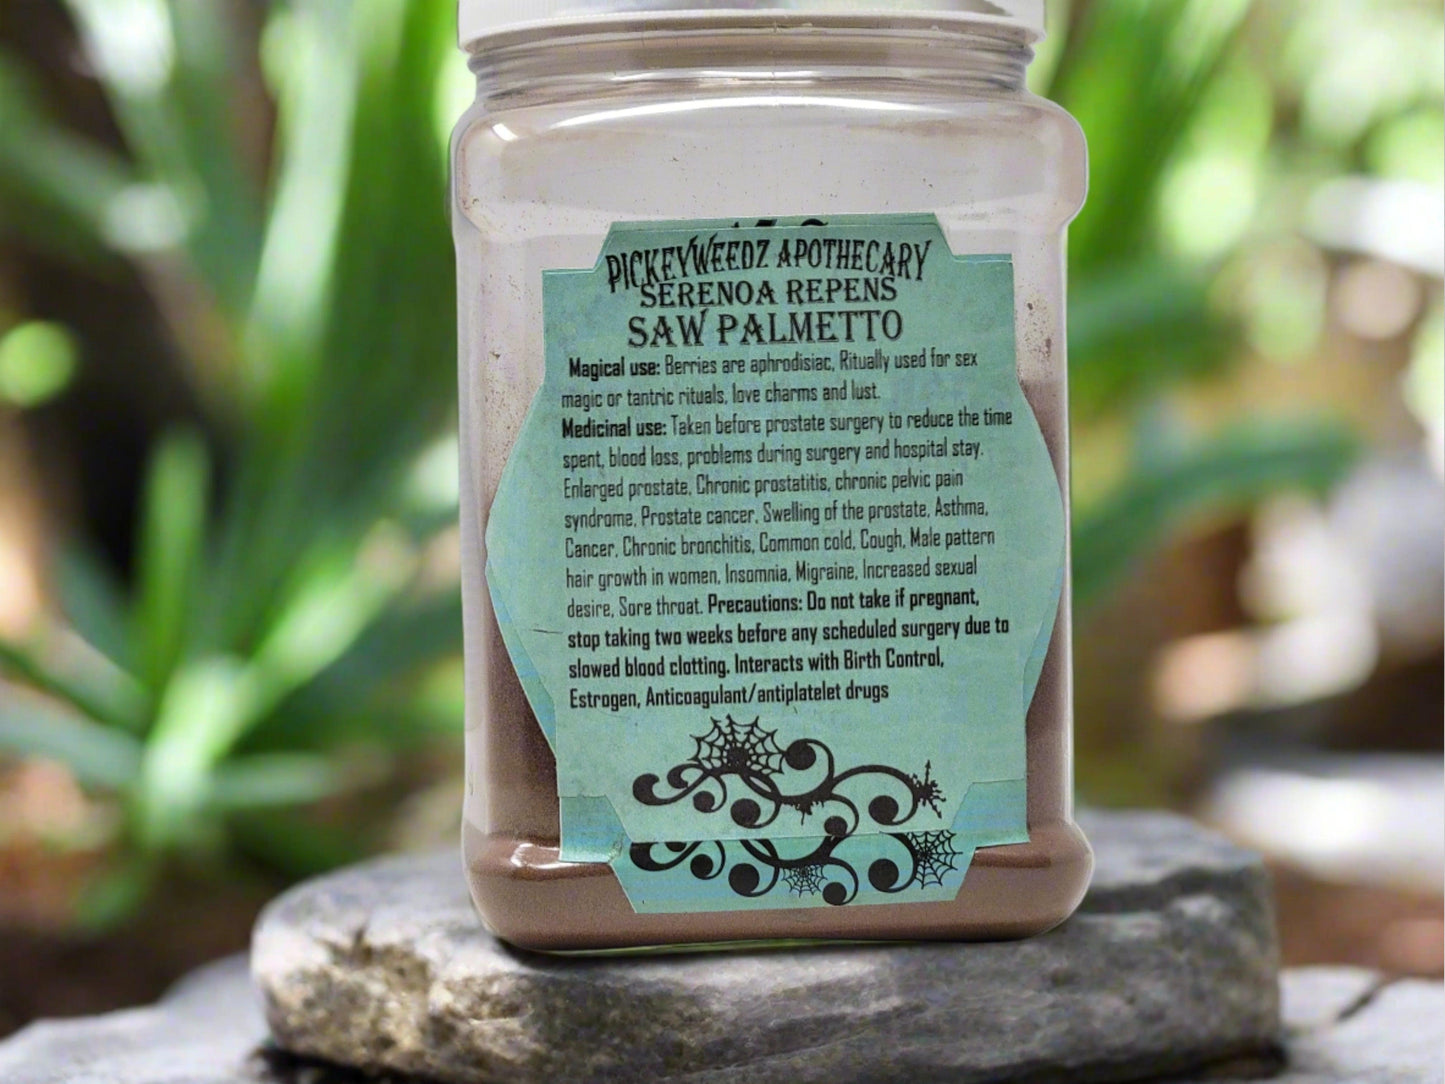 PICKEYWEEDZ APOTHECARY
SERENOA REPENS
SAW PALMETTO
Magical use: Berries are aphrodisiac, Ritually used for sex
magic or tantric rituals, love charms and lust.
Medicinal use: Taken before prostate surgery to reduce the time
spent, blood loss, problems during surgery and hospital stay.
Enlarged prostate, Chronic prostatitis, chronic pelvic pain
syndrome, Prostate cancer, Swelling of the prostate, Asthma,
Cancer, Chronic bronchitis, Common cold, Cough, Male pattern
hair growth in women, Insomnia, Migraine, Increased sexual
desire, Sore throat. Precautions: Do not take if pregnant,
stop taking two weeks before any scheduled surgery due to
slowed blood clotting, Interacts with Birth Control,
Estrogen, Anticoagulant/antiplatelet drugs